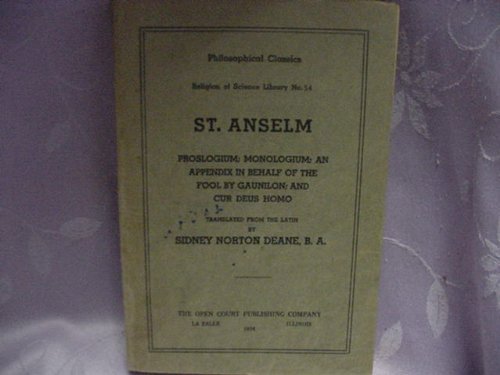 Philosophical Classics
Religion of Science Library No. 54
ST. ANSELM
PROSLOGIUM; MONOLOGIUM; AN
APPENDIX IN BEHALF OF THE
FOOL BY GAUNILON; AND
CUR DEUS HOMO
TRANSLATED FROM THE LATIN
BY
SIDNEY NORTON DEANE, B. A.
THE OPEN COURT PUBLISHING COMPANY
LA SALLE ILLINOIS